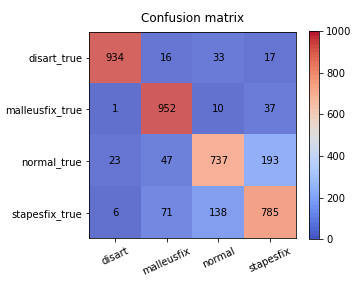 Confusion matrix
disart_true 934 16 33 17
malleusfix_true 1 952 10 37
normal_true 23 47 737 193
stapesfix_true 6 71 138 785
disart malleusfix normal stapesfix
1000
800
600
400
200
0